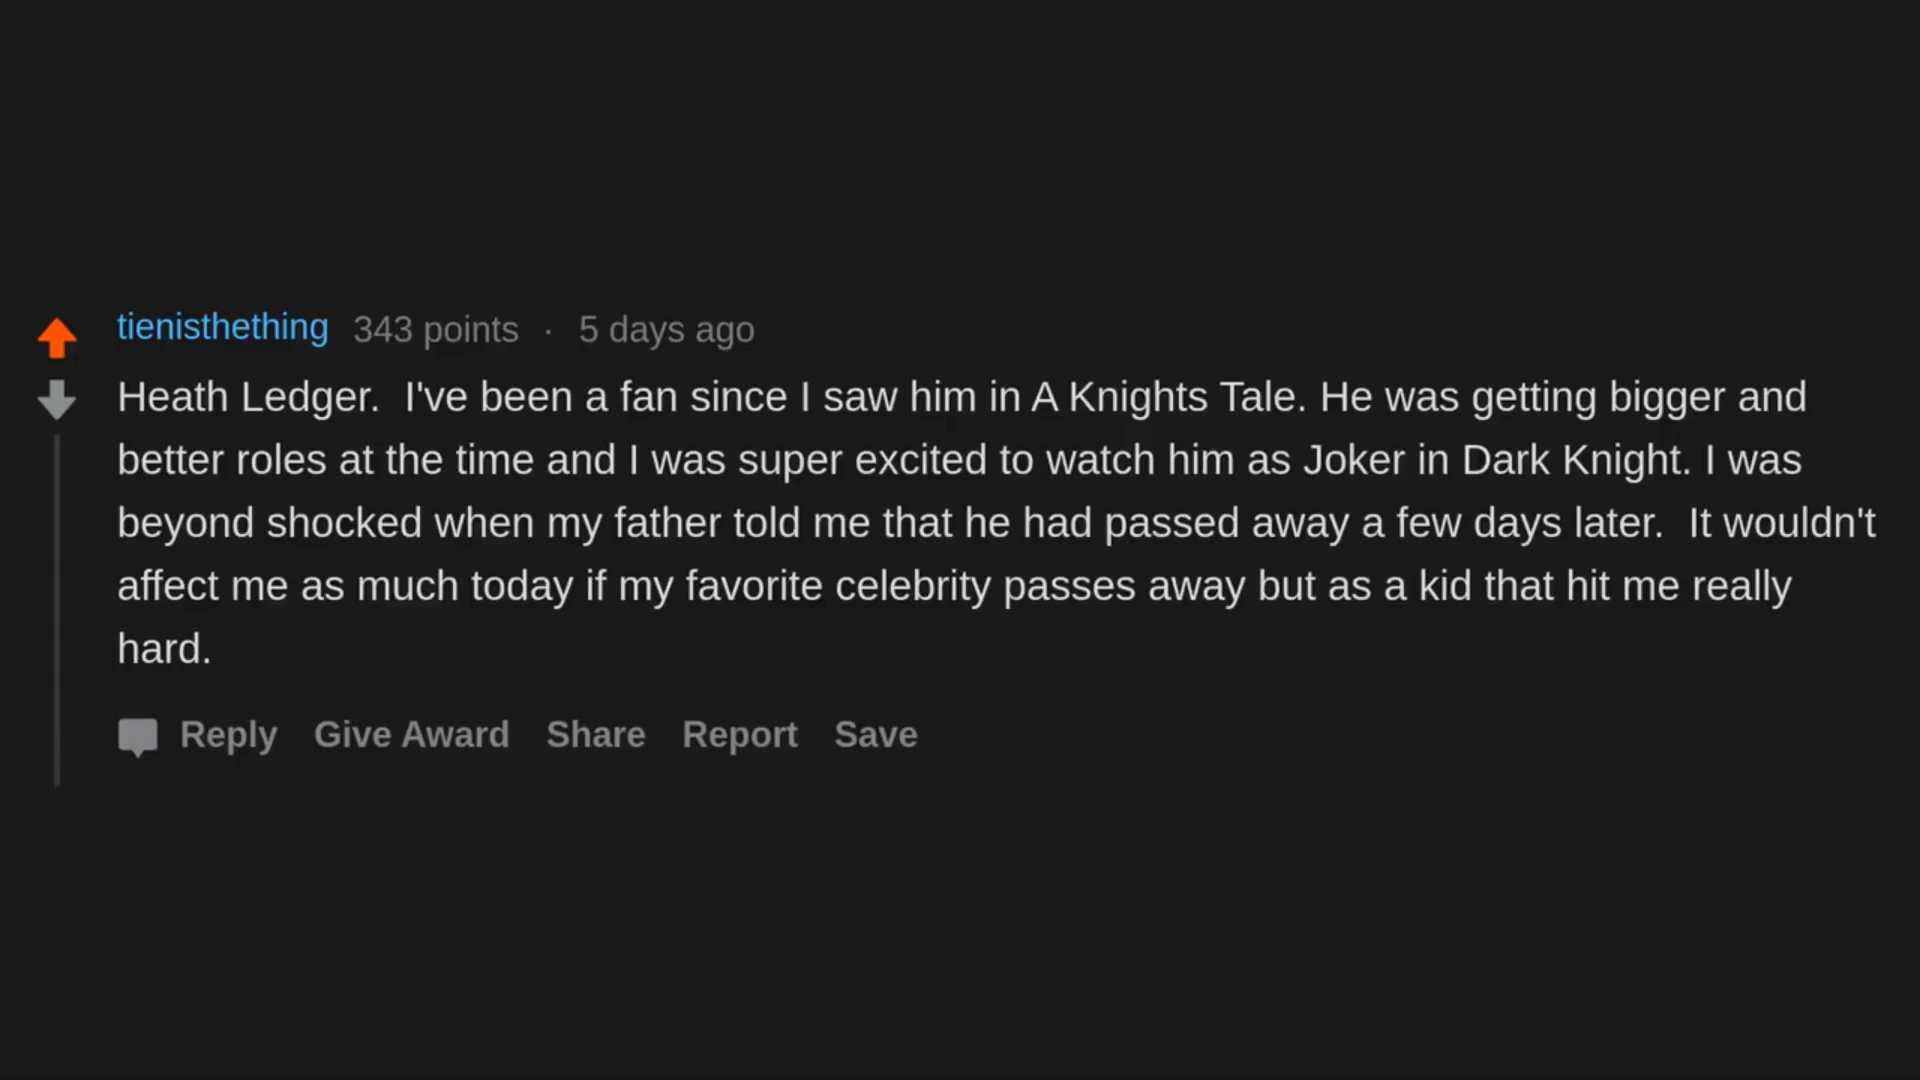 tienisthething 343 points · 5 days ago
Heath Ledger.  I've been a fan since I saw him in A Knights Tale. He was getting bigger and
better roles at the time and I was super excited to watch him as Joker in Dark Knight. I was
beyond shocked when my father told me that he had passed away a few days later.  It wouldn't
affect me as much today if my favorite celebrity passes away but as a kid that hit me really
hard.
Reply Give Award Share Report Save